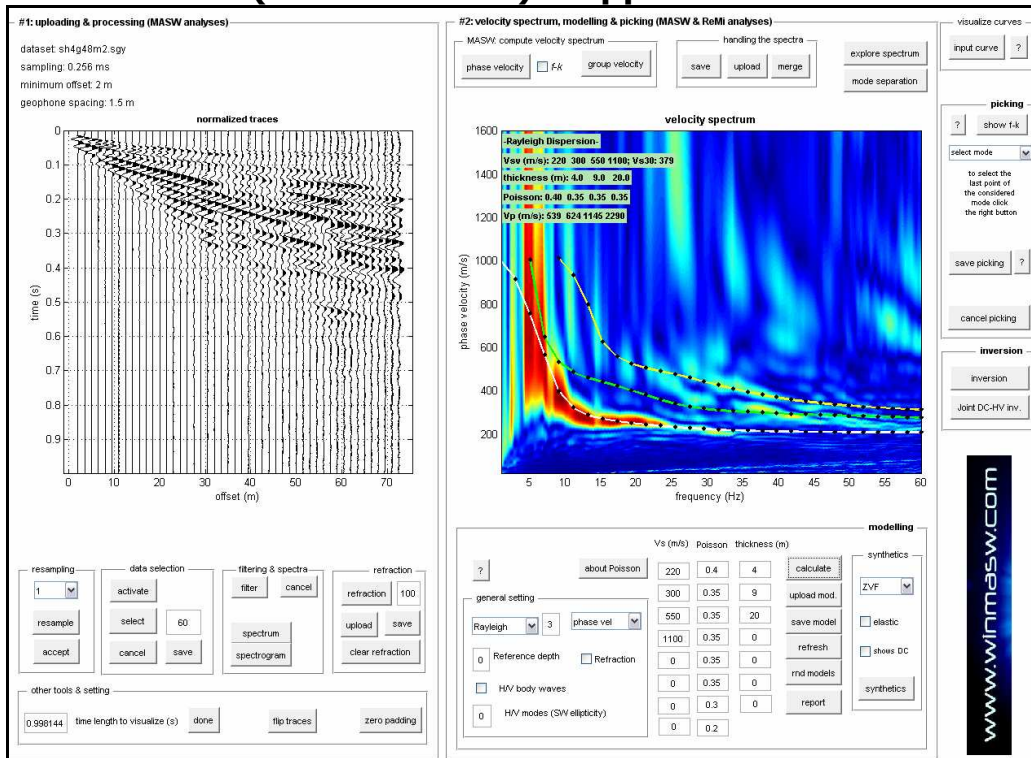 #1: uploading & processing (MASW analyses)
dataset: sh4g48m2.sgy
sampling: 0.256 ms
minimum offset: 2 m
geophone spacing: 1.5 m
normalized traces
0
0.1
0.2
0.3
0.4
0.5
0.6
0.7
0.8
0.9
time (s)
0 10 20 30 40 50 60 70
offset (m)
resampling
1
resample
accept
data selection
activate
select 60
cancel save
filtering & spectra
filter cancel
spectrum
spectrogram
refraction
refraction 100
upload save
clear refraction
other tools & setting
0.998144 time length to visualize (s) done flip traces zero padding
#2: velocity spectrum, modelling & picking (MASW & ReMi analyses)
MASW: compute velocity spectrum
phase velocity f-k group velocity
handling the spectra
save upload merge
explore spectrum
mode separation
velocity spectrum
-Rayleigh Dispersion-
Vsv (m/s): 220 300 550 1100; Vs30: 379
thickness (m): 4.0 9.0 20.0
Poisson: 0.40 0.35 0.35 0.35
Vp (m/s): 539 624 1145 2290
1600
1400
1200
1000
800
600
400
200
phase velocity (m/s)
5 10 15 20 25 30 35 40 45 50 55 60
frequency (Hz)
modelling
? about Poisson
general setting
Rayleigh 3 phase vel
0 Reference depth Refraction
H/V body waves
0 H/V modes (SW ellipticity)
Vs (m/s) Poisson thickness (m)
220 0.4 4
300 0.35 9
550 0.35 20
1100 0.35 0
0 0.35 0
0 0.35 0
0 0.3 0
0 0.2
calculate
upload mod.
save model
refresh
rnd models
report
synthetics
ZVF
elastic
shows DC
synthetics
visualize curves
input curve ?
picking
? show f-k
select mode
to select the
last point of
the considered
mode click
the right button
save picking ?
cancel picking
inversion
inversion
Joint DC-HV inv.
www.winmasw.com